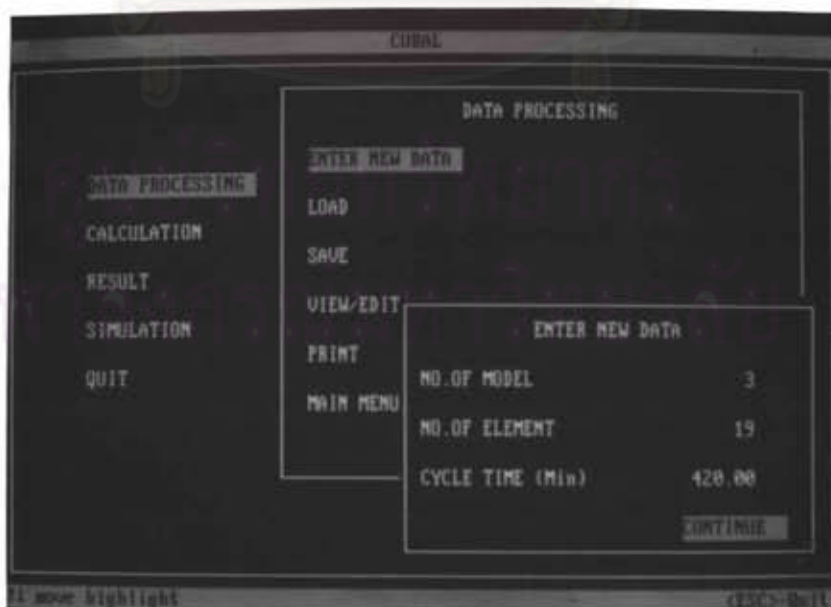 CUBAL
DATA PROCESSING
CALCULATION
RESULT
SIMULATION
QUIT
DATA PROCESSING
ENTER NEW DATA
LOAD
SAVE
VIEW/EDIT
PRINT
MAIN MENU
ENTER NEW DATA
NO.OF MODEL 3
NO.OF ELEMENT 19
CYCLE TIME (Min) 420.00
CONTINUE
move highlight <ESC> Quit